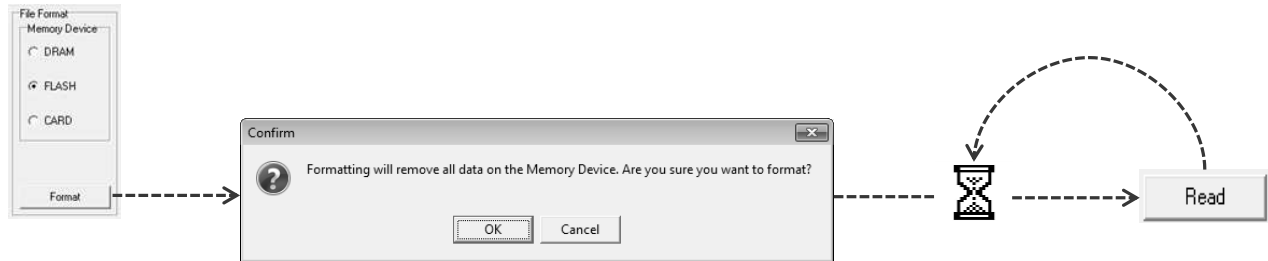 File Format
Memory Device
DRAM
FLASH
CARD
Format
Confirm
Formatting will remove all data on the Memory Device. Are you sure you want to format?
OK
Cancel
Read